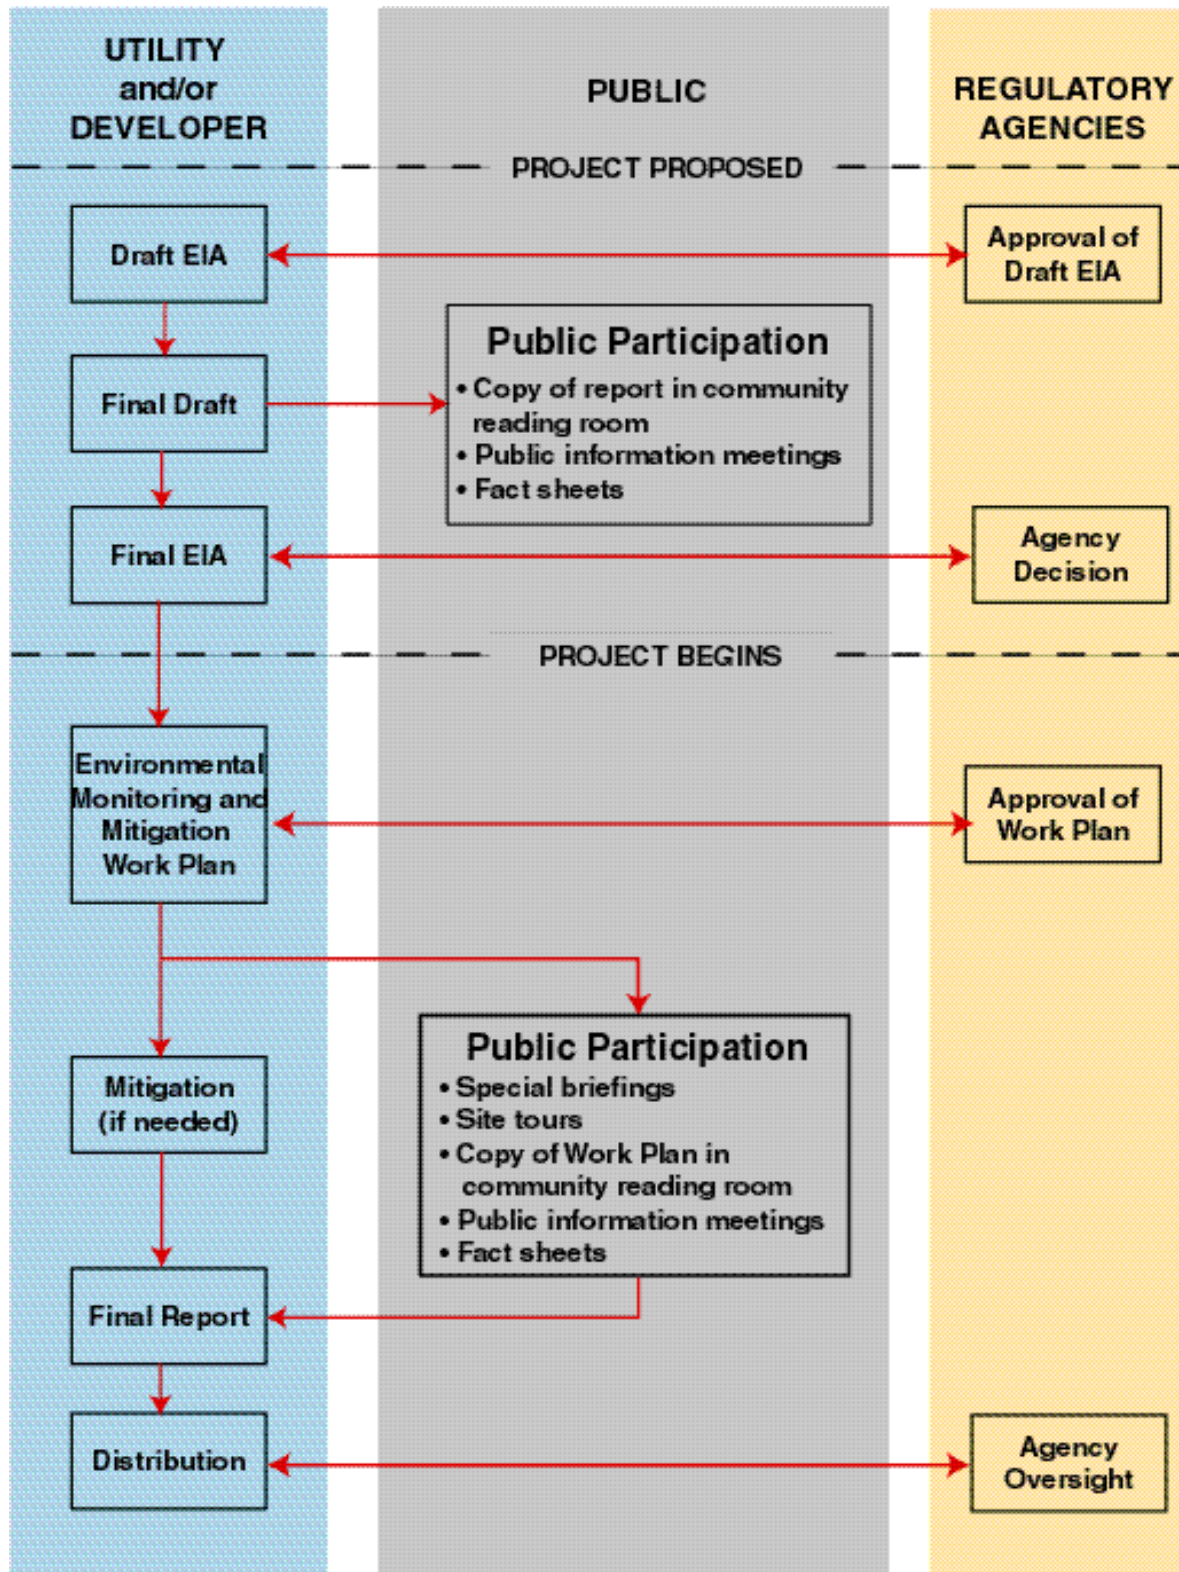 UTILITY
and/or
DEVELOPER
PUBLIC
REGULATORY
AGENCIES
PROJECT PROPOSED
Draft EIA
Approval of
Draft EIA
Final Draft
Public Participation
• Copy of report in community
reading room
• Public information meetings
• Fact sheets
Final EIA
Agency
Decision
PROJECT BEGINS
Environmental
Monitoring and
Mitigation
Work Plan
Approval of
Work Plan
Public Participation
• Special briefings
• Site tours
• Copy of Work Plan in
community reading room
• Public information meetings
• Fact sheets
Mitigation
(if needed)
Final Report
Distribution
Agency
Oversight